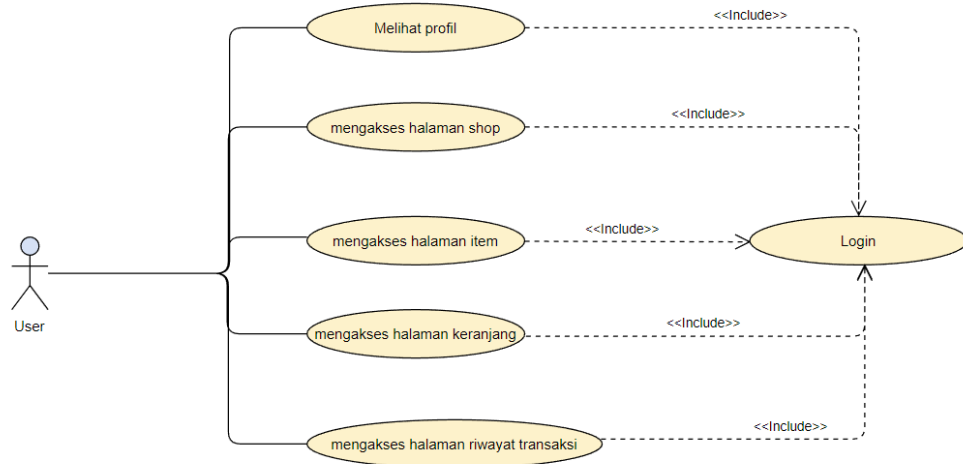 Melihat profil
<<Include>>
mengakses halaman shop
<<Include>>
mengakses halaman item
<<Include>>
Login
User
mengakses halaman keranjang
<<Include>>
mengakses halaman riwayat transaksi
<<Include>>